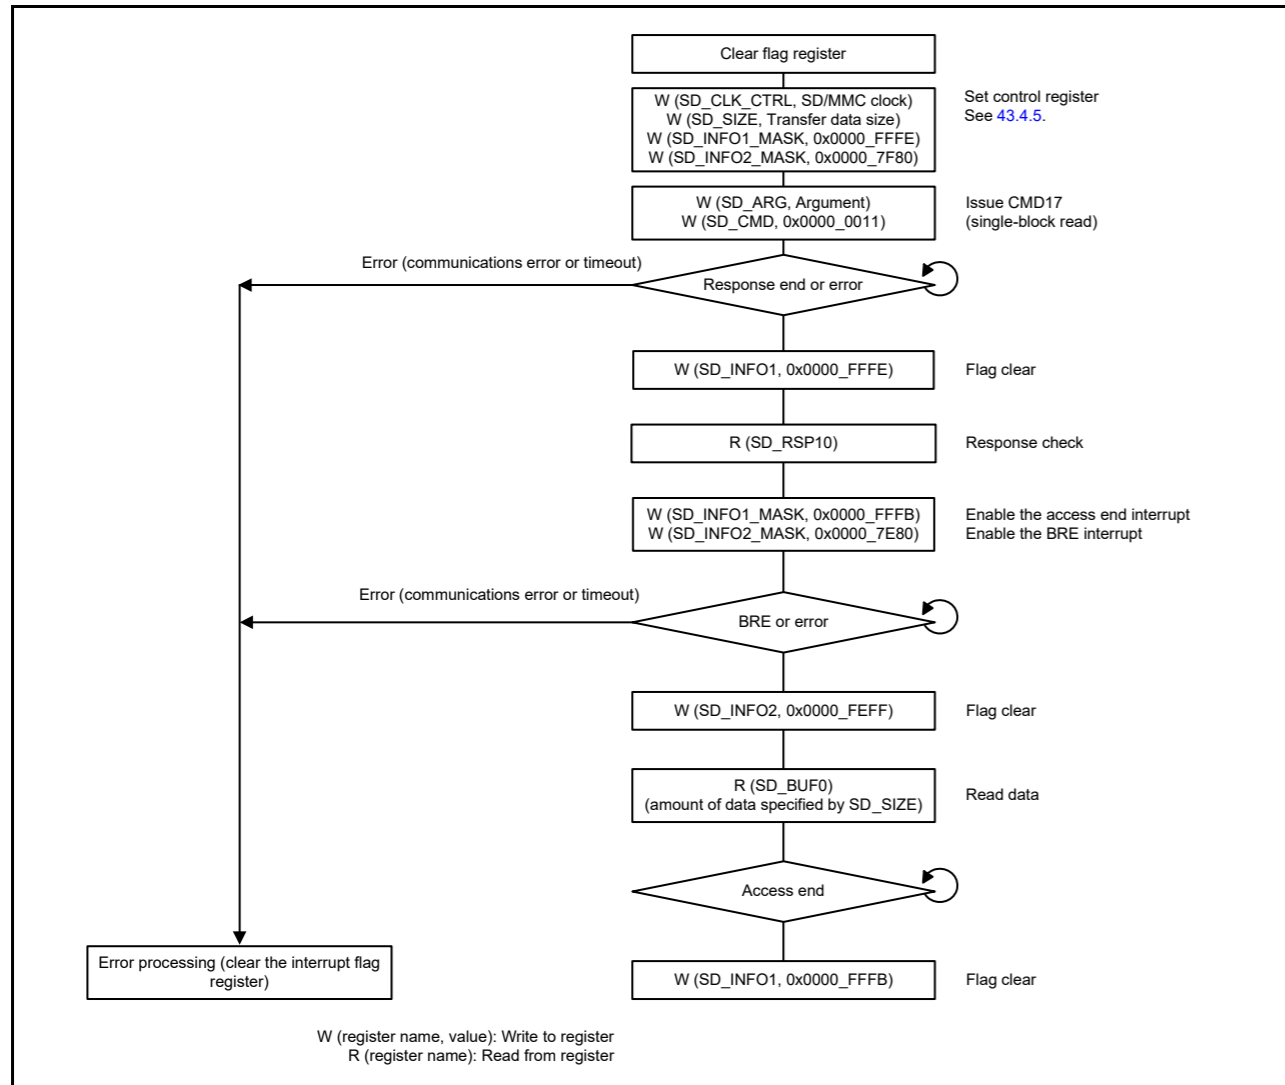 Clear flag register
W (SD_CLK_CTRL, SD/MMC clock)
W (SD_SIZE, Transfer data size)
W (SD_INFO1_MASK, 0x0000_FFFE)
W (SD_INFO2_MASK, 0x0000_7F80)
Set control register
See 43.4.5.
W (SD_ARG, Argument)
W (SD_CMD, 0x0000_0011)
Issue CMD17
(single-block read)
Error (communications error or timeout)
Response end or error
W (SD_INFO1, 0x0000_FFFE)
Flag clear
R (SD_RSP10)
Response check
W (SD_INFO1_MASK, 0x0000_FFFB)
W (SD_INFO2_MASK, 0x0000_7E80)
Enable the access end interrupt
Enable the BRE interrupt
Error (communications error or timeout)
BRE or error
W (SD_INFO2, 0x0000_FEFF)
Flag clear
R (SD_BUF0)
(amount of data specified by SD_SIZE)
Read data
Access end
Error processing (clear the interrupt flag
register)
W (SD_INFO1, 0x0000_FFFB)
Flag clear
W (register name, value): Write to register
R (register name): Read from register